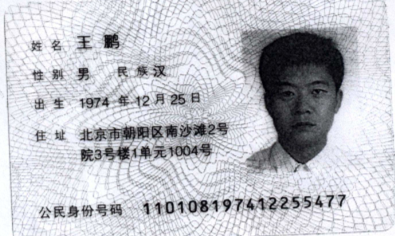 姓名 王鹏
性别 男 民族 汉
出生 1974 年 12 月 25 日
住址 北京市朝阳区南沙滩2号
院3号楼1单元1004号
公民身份号码 110108197412255477